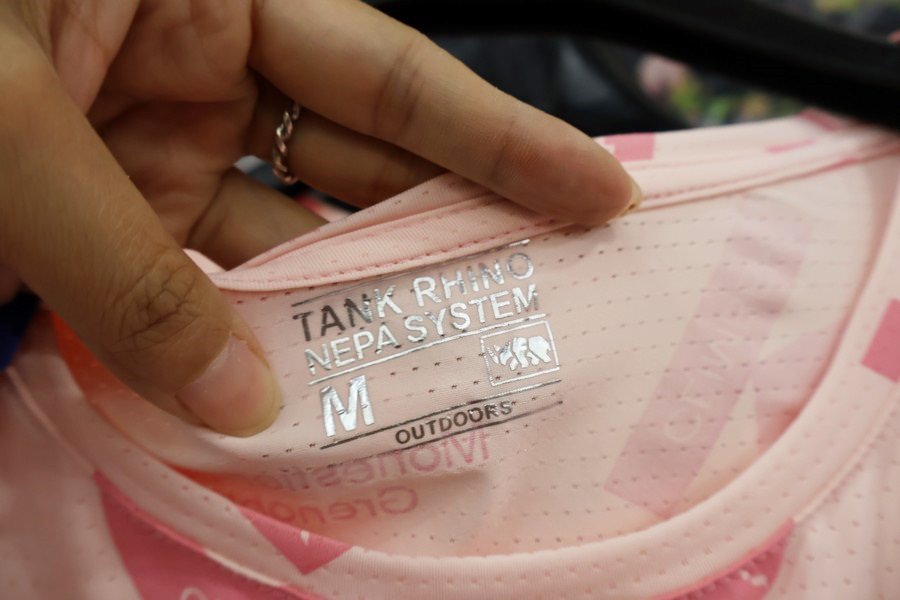 TANK RHINO
NEPA SYSTEM
M
OUTDOORS